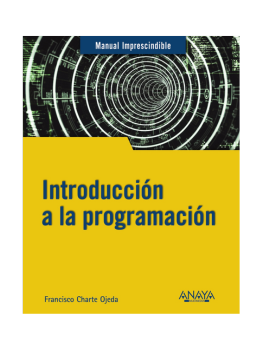 Manual Imprescindible
Introducción
a la programación
Francisco Charte Ojeda
ANAYA